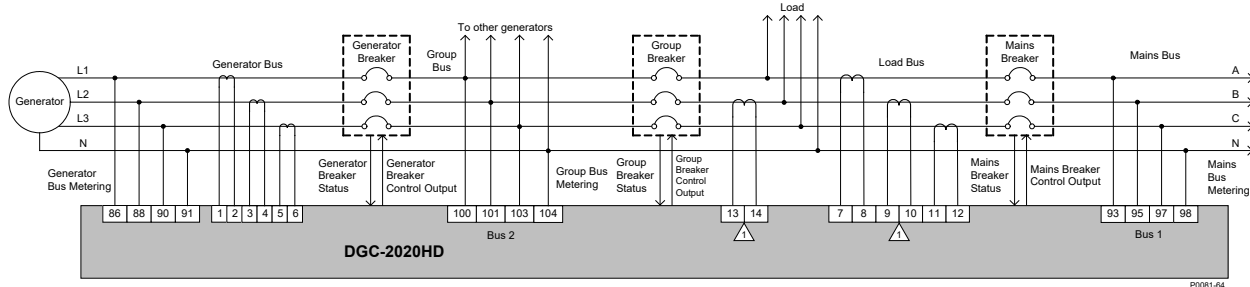 Load
To other generators
Generator
Breaker
Group
Bus
Group
Breaker
Mains
Breaker
Generator Bus
Load Bus
Mains Bus
L1
A
L2
B
Generator
L3
C
N
N
Generator
Bus Metering
Generator
Breaker
Status
Generator
Breaker
Control Output
Group Bus
Metering
Group
Breaker
Status
Group
Breaker
Control
Output
Mains
Breaker
Status
Mains Breaker
Control Output
Mains
Bus
Metering
86 88 90 91 1 2 3 4 5 6 100 101 103 104 13 14 7 8 9 10 11 12 93 95 97 98
Bus 2
1
1
Bus 1
DGC-2020HD
P0081-64